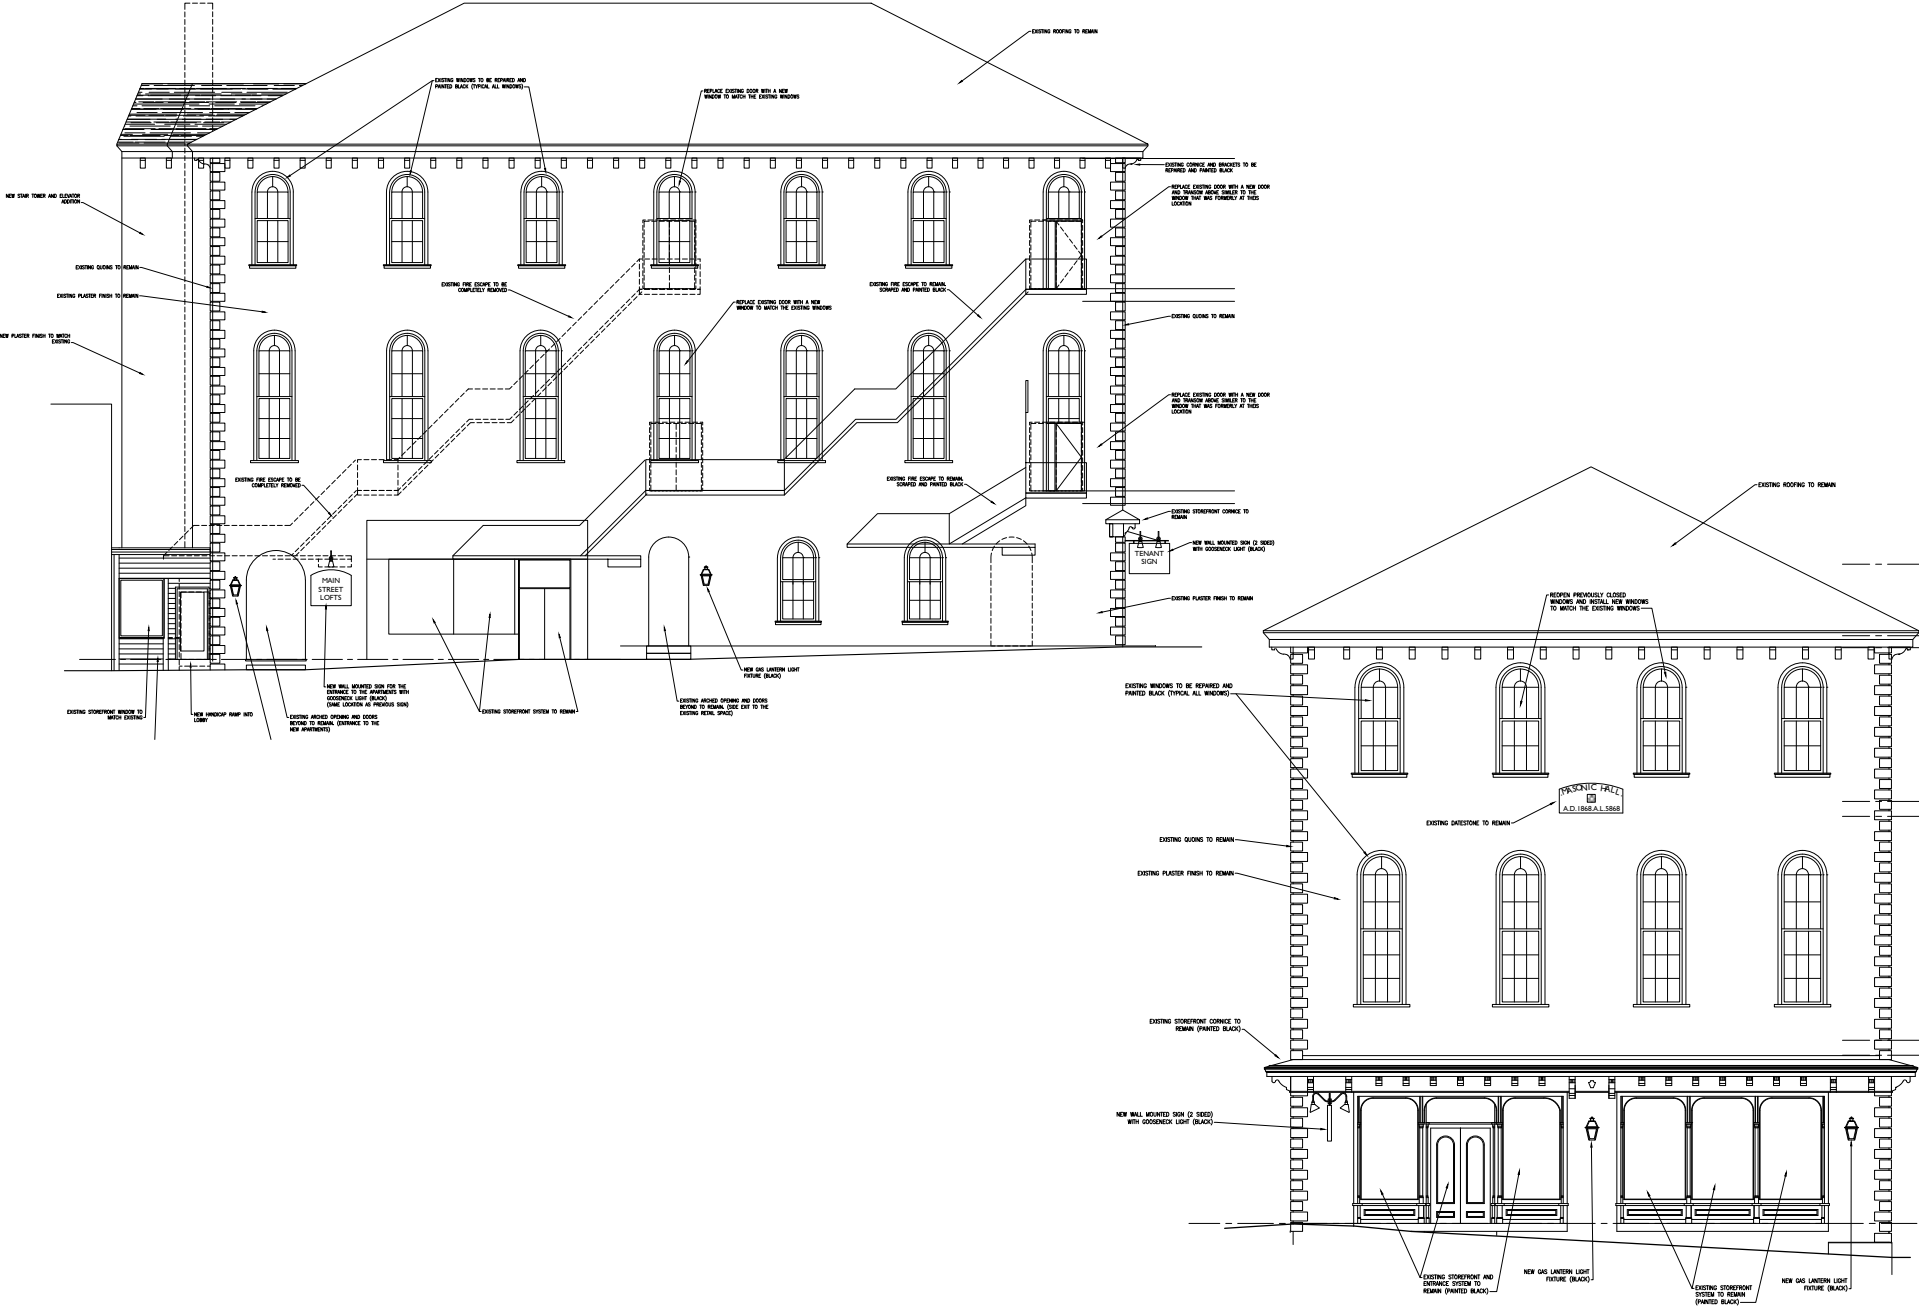 EXISTING ROOFING TO REMAIN
EXISTING WINDOWS TO BE REPAIRED AND
PAINTED BLACK (TYPICAL ALL WINDOWS)
REPLACE EXISTING DOOR WITH A NEW
WINDOW TO MATCH THE EXISTING WINDOWS
EXISTING CORNICE AND BRACKETS TO BE
REPAIRED AND PAINTED BLACK
NEW STAIR TOWER AND ELEVATOR
ADDITION
REPLACE EXISTING DOOR WITH A NEW DOOR
AND TRANSOM ABOVE SIMILER TO THE
WINDOW THAT WAS FORMERLY AT THEIS
LOCATION
EXISTING QUOINS TO REMAIN
EXISTING PLASTER FINISH TO REMAIN
EXISTING FIRE ESCAPE TO BE
COMPLETELY REMOVED
EXISTING FIRE ESCAPE TO REMAIN.
SCRAPED AND PAINTED BLACK
REPLACE EXISTING DOOR WITH A NEW
WINDOW TO MATCH THE EXISTING WINDOWS
EXISTING QUOINS TO REMAIN
NEW PLASTER FINISH TO MATCH
EXISTING
REPLACE EXISTING DOOR WITH A NEW DOOR
AND TRANSOM ABOVE SIMILER TO THE
WINDOW THAT WAS FORMERLY AT THEIS
LOCATION
EXISTING FIRE ESCAPE TO BE
COMPLETELY REMOVED
EXISTING FIRE ESCAPE TO REMAIN.
SCRAPED AND PAINTED BLACK
EXISTING STOREFRONT CORNICE TO
REMAIN
NEW WALL MOUNTED SIGN (2 SIDED)
WITH GOOSENECK LIGHT (BLACK)
TENANT
SIGN
MAIN
STREET
LOFTS
EXISTING PLASTER FINISH TO REMAIN
NEW GAS LANTERN LIGHT
FIXTURE (BLACK)
NEW WALL MOUNTED SIGN FOR THE
ENTRANCE TO THE APARTMENTS WITH
GOOSENECK LIGHT (BLACK)
(SAME LOCATION AS PREVIOUS SIGN)
EXISTING STOREFRONT WINDOW TO
MATCH EXISTING
NEW HANDICAP RAMP INTO
LOBBY
EXISTING ARCHED OPENING AND DOORS
BEYOND TO REMAIN. (ENTRANCE TO THE
NEW APARTMENTS)
EXISTING STOREFRONT SYSTEM TO REMAIN
EXISTING ARCHED OPENING AND DOORS
BEYOND TO REMAIN. (SIDE EXIT TO THE
EXISTING RETAIL SPACE)
EXISTING ROOFING TO REMAIN
REOPEN PREVIOUSLY CLOSED
WINDOWS AND INSTALL NEW WINDOWS
TO MATCH THE EXISTING WINDOWS
EXISTING WINDOWS TO BE REPAIRED AND
PAINTED BLACK (TYPICAL ALL WINDOWS)
MASONIC HALL
A.D.1868.A.L.5868
EXISTING DATESTONE TO REMAIN
EXISTING QUOINS TO REMAIN
EXISTING PLASTER FINISH TO REMAIN
EXISTING STOREFRONT CORNICE TO
REMAIN (PAINTED BLACK)
NEW WALL MOUNTED SIGN (2 SIDED)
WITH GOOSENECK LIGHT (BLACK)
EXISTING STOREFRONT AND
ENTRANCE SYSTEM TO
REMAIN (PAINTED BLACK)
NEW GAS LANTERN LIGHT
FIXTURE (BLACK)
EXISTING STOREFRONT
SYSTEM TO REMAIN
(PAINTED BLACK)
NEW GAS LANTERN LIGHT
FIXTURE (BLACK)